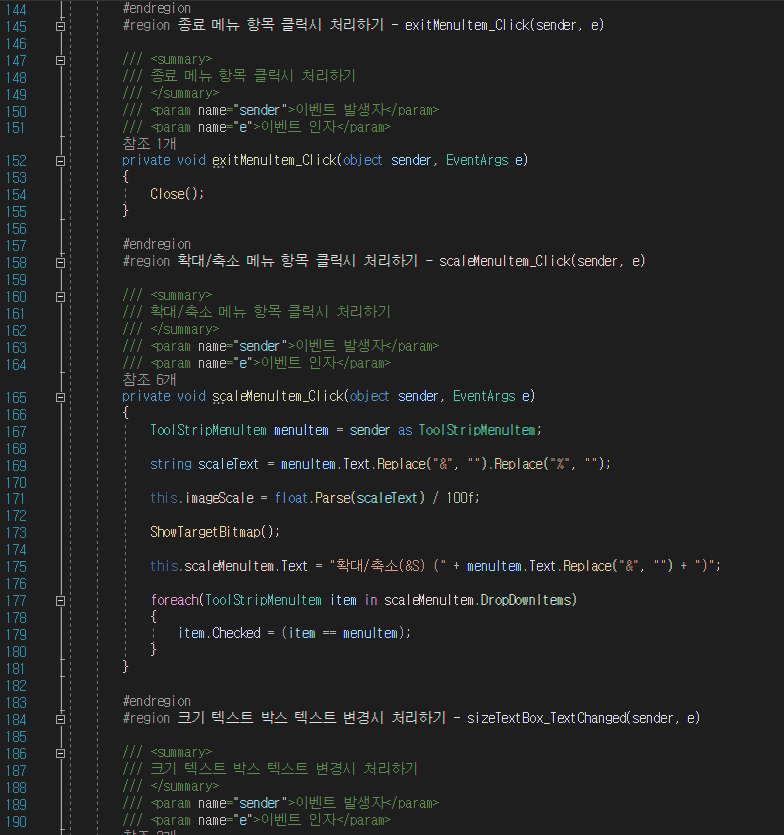 144 #endregion
145 #region 종료 메뉴 항목 클릭시 처리하기 - exitMenuItem_Click(sender, e)
146
147 /// <summary>
148 /// 종료 메뉴 항목 클릭시 처리하기
149 /// </summary>
150 /// <param name="sender">이벤트 발생자</param>
151 /// <param name="e">이벤트 인자</param>
참조 1개
152 private void exitMenuItem_Click(object sender, EventArgs e)
153 {
154 Close();
155 }
156
157 #endregion
158 #region 확대/축소 메뉴 항목 클릭시 처리하기 - scaleMenuItem_Click(sender, e)
159
160 /// <summary>
161 /// 확대/축소 메뉴 항목 클릭시 처리하기
162 /// </summary>
163 /// <param name="sender">이벤트 발생자</param>
164 /// <param name="e">이벤트 인자</param>
참조 6개
165 private void scaleMenuItem_Click(object sender, EventArgs e)
166 {
167 ToolStripMenuItem menuItem = sender as ToolStripMenuItem;
168
169 string scaleText = menuItem.Text.Replace("&", "").Replace("%", "");
170
171 this.imageScale = float.Parse(scaleText) / 100f;
172
173 ShowTargetBitmap();
174
175 this.scaleMenuItem.Text = "확대/축소(&S) (" + menuItem.Text.Replace("&", "") + ")";
176
177 foreach(ToolStripMenuItem item in scaleMenuItem.DropDownItems)
178 {
179 item.Checked = (item == menuItem);
180 }
181 }
182
183 #endregion
184 #region 크기 텍스트 박스 텍스트 변경시 처리하기 - sizeTextBox_TextChanged(sender, e)
185
186 /// <summary>
187 /// 크기 텍스트 박스 텍스트 변경시 처리하기
188 /// </summary>
189 /// <param name="sender">이벤트 발생자</param>
190 /// <param name="e">이벤트 인자</param>